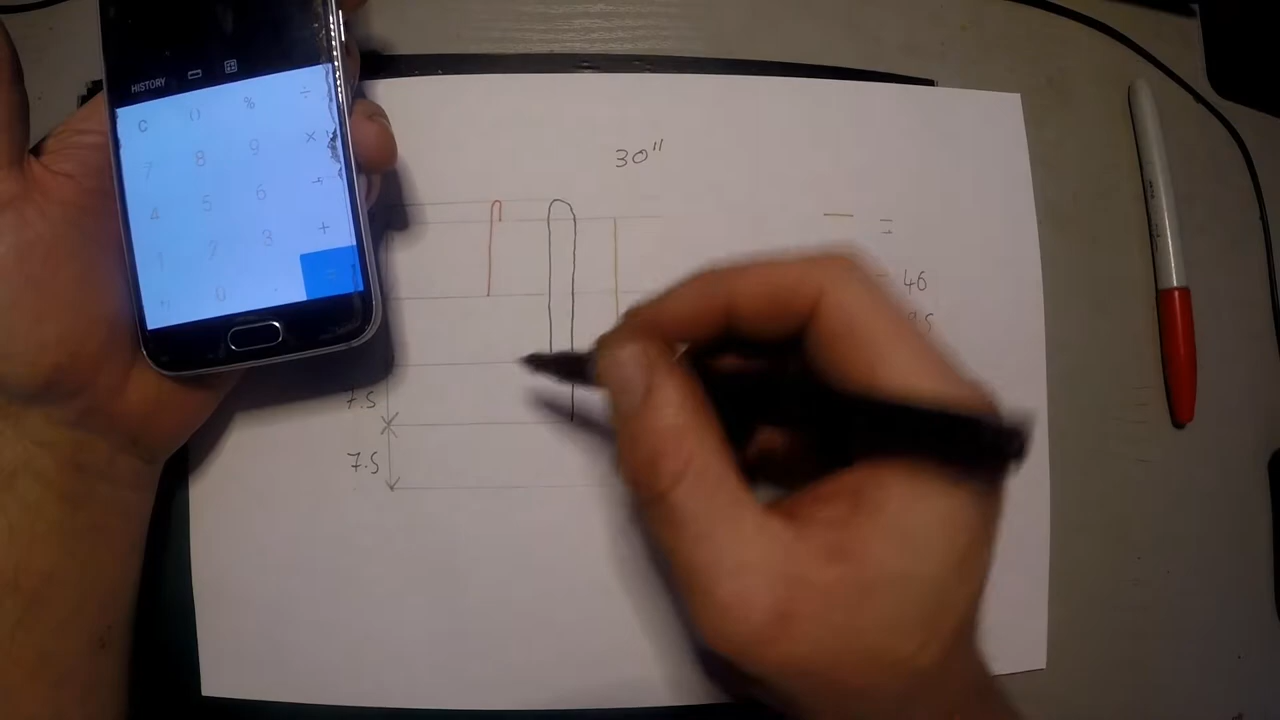 30"
HISTORY
C () % ÷
7 8 9 ×
4 5 6 -
1 2 3 +
0 . =
=
= 46
7.5
7.5